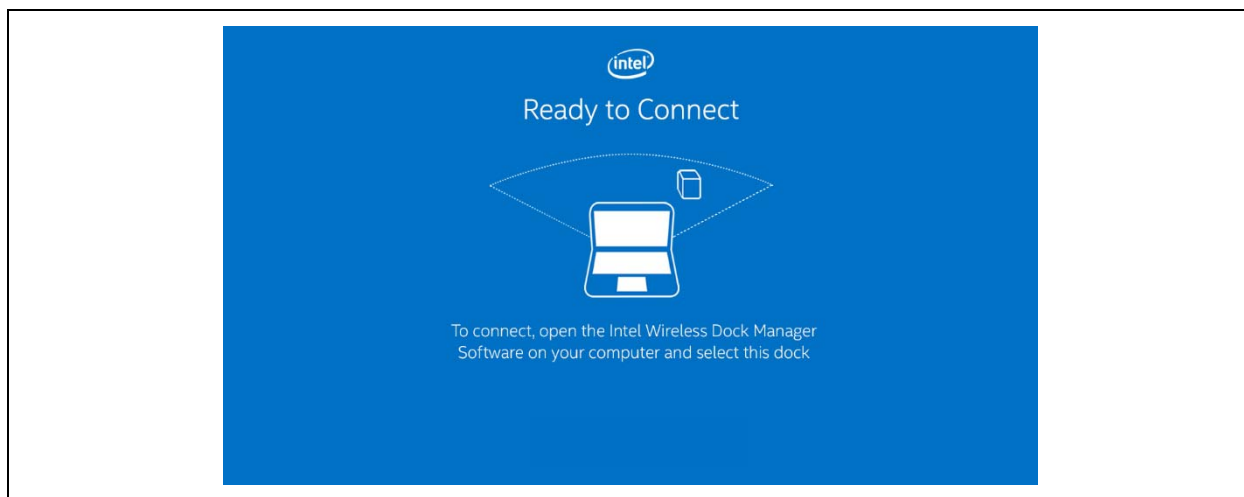 intel
Ready to Connect
To connect, open the Intel Wireless Dock Manager
Software on your computer and select this dock